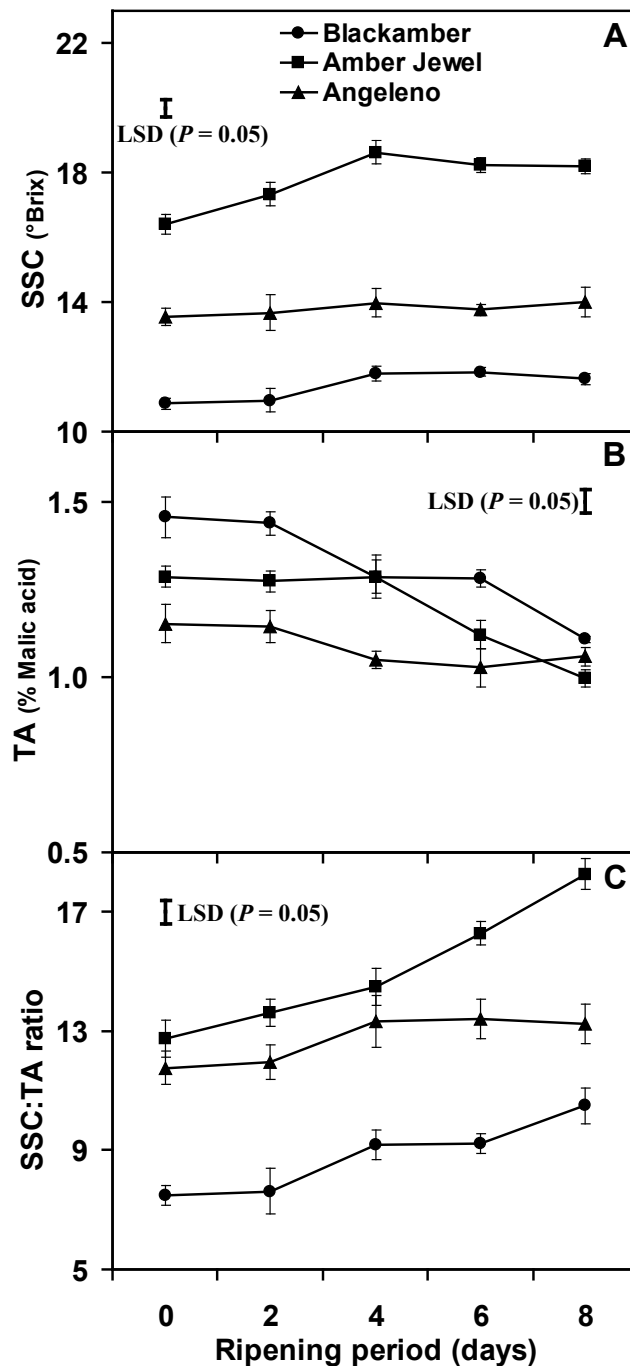 22
A
Blackamber
Amber Jewel
Angeleno
LSD (P = 0.05)
18
SSC (°Brix)
14
10
B
1.5
LSD (P = 0.05)
TA (% Malic acid)
1.0
0.5
C
17
LSD (P = 0.05)
SSC:TA ratio
13
9
5
0 2 4 6 8
Ripening period (days)